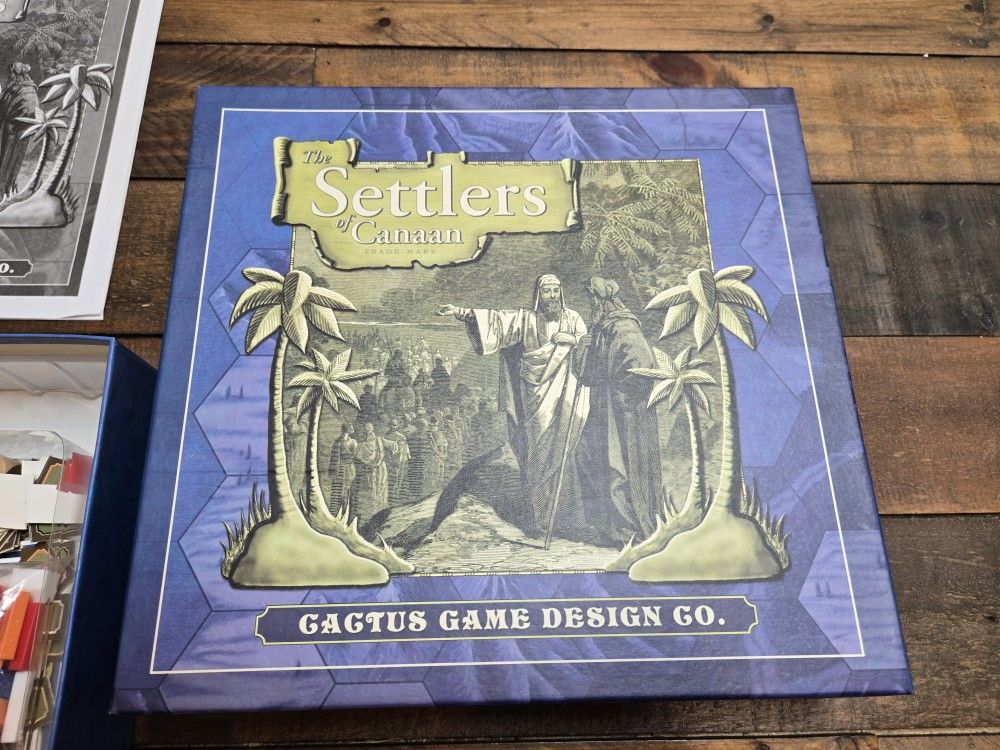 The
Settlers
of Canaan
TRADE MARK
CACTUS GAME DESIGN CO.
O.